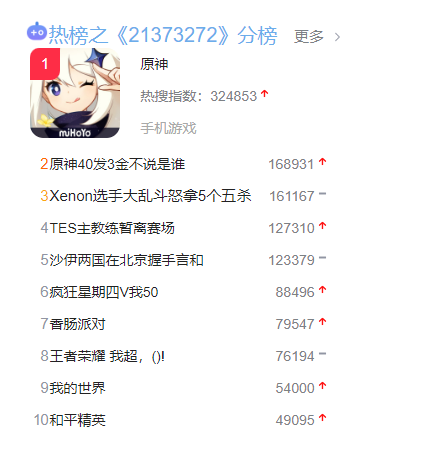 热榜之《21373272》分榜 更多
1 原神
热搜指数：324853
miHoYo
手机游戏
2 原神40发3金不说是谁 168931
3 Xenon选手大乱斗怒拿5个五杀 161167
4 TES主教练暂离赛场 127310
5 沙伊两国在北京握手言和 123379
6 疯狂星期四V我50 88496
7 香肠派对 79547
8 王者荣耀 我超，()! 76194
9 我的世界 54000
10 和平精英 49095